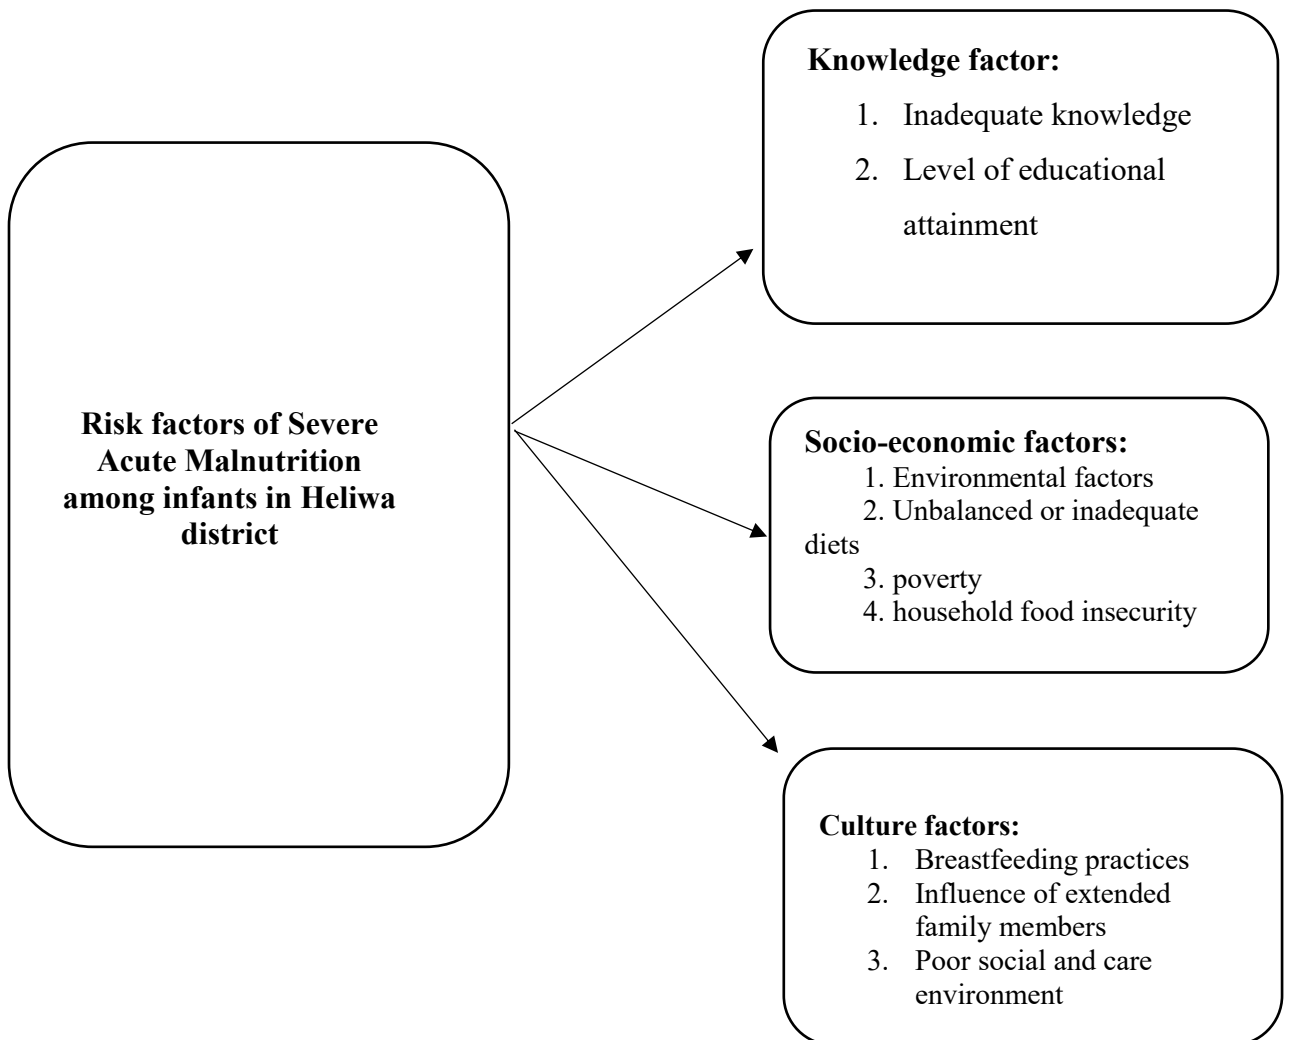 Risk factors of Severe
Acute Malnutrition
among infants in Heliwa
district
Knowledge factor:
1. Inadequate knowledge
2. Level of educational
attainment
Socio-economic factors:
1. Environmental factors
2. Unbalanced or inadequate
diets
3. poverty
4. household food insecurity
Culture factors:
1. Breastfeeding practices
2. Influence of extended
family members
3. Poor social and care
environment